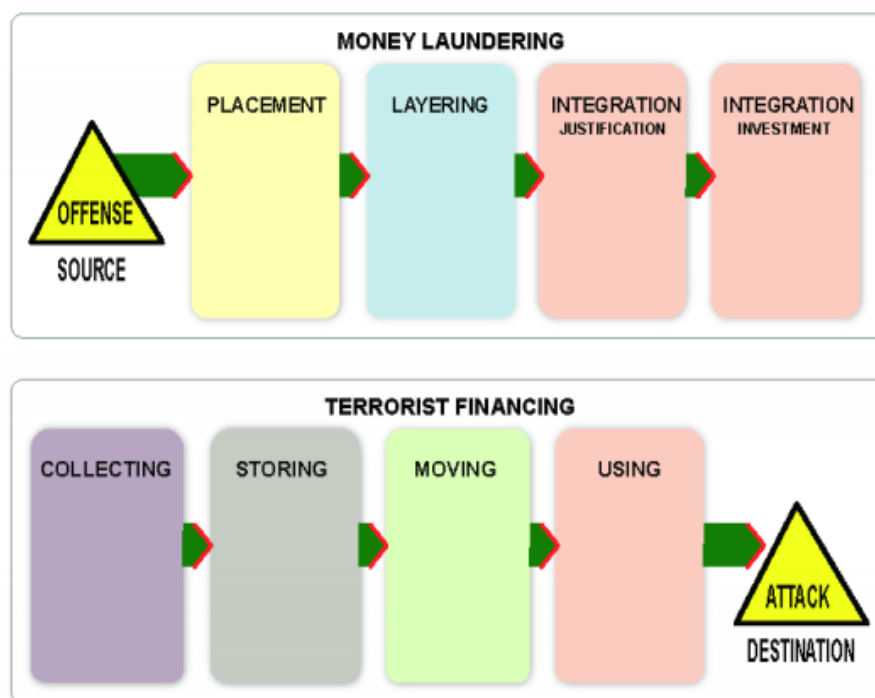 MONEY LAUNDERING
PLACEMENT
LAYERING
INTEGRATION
JUSTIFICATION
INTEGRATION
INVESTMENT
OFFENSE
SOURCE
TERRORIST FINANCING
COLLECTING
STORING
MOVING
USING
ATTACK
DESTINATION